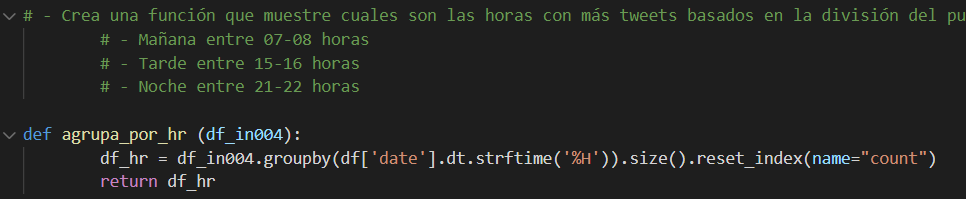 # - Crea una función que muestre cuales son las horas con más tweets basados en la división del pu
# - Mañana entre 07-08 horas
# - Tarde entre 15-16 horas
# - Noche entre 21-22 horas
def agrupa_por_hr (df_in004):
df_hr = df_in004.groupby(df['date'].dt.strftime('%H')).size().reset_index(name="count")
return df_hr